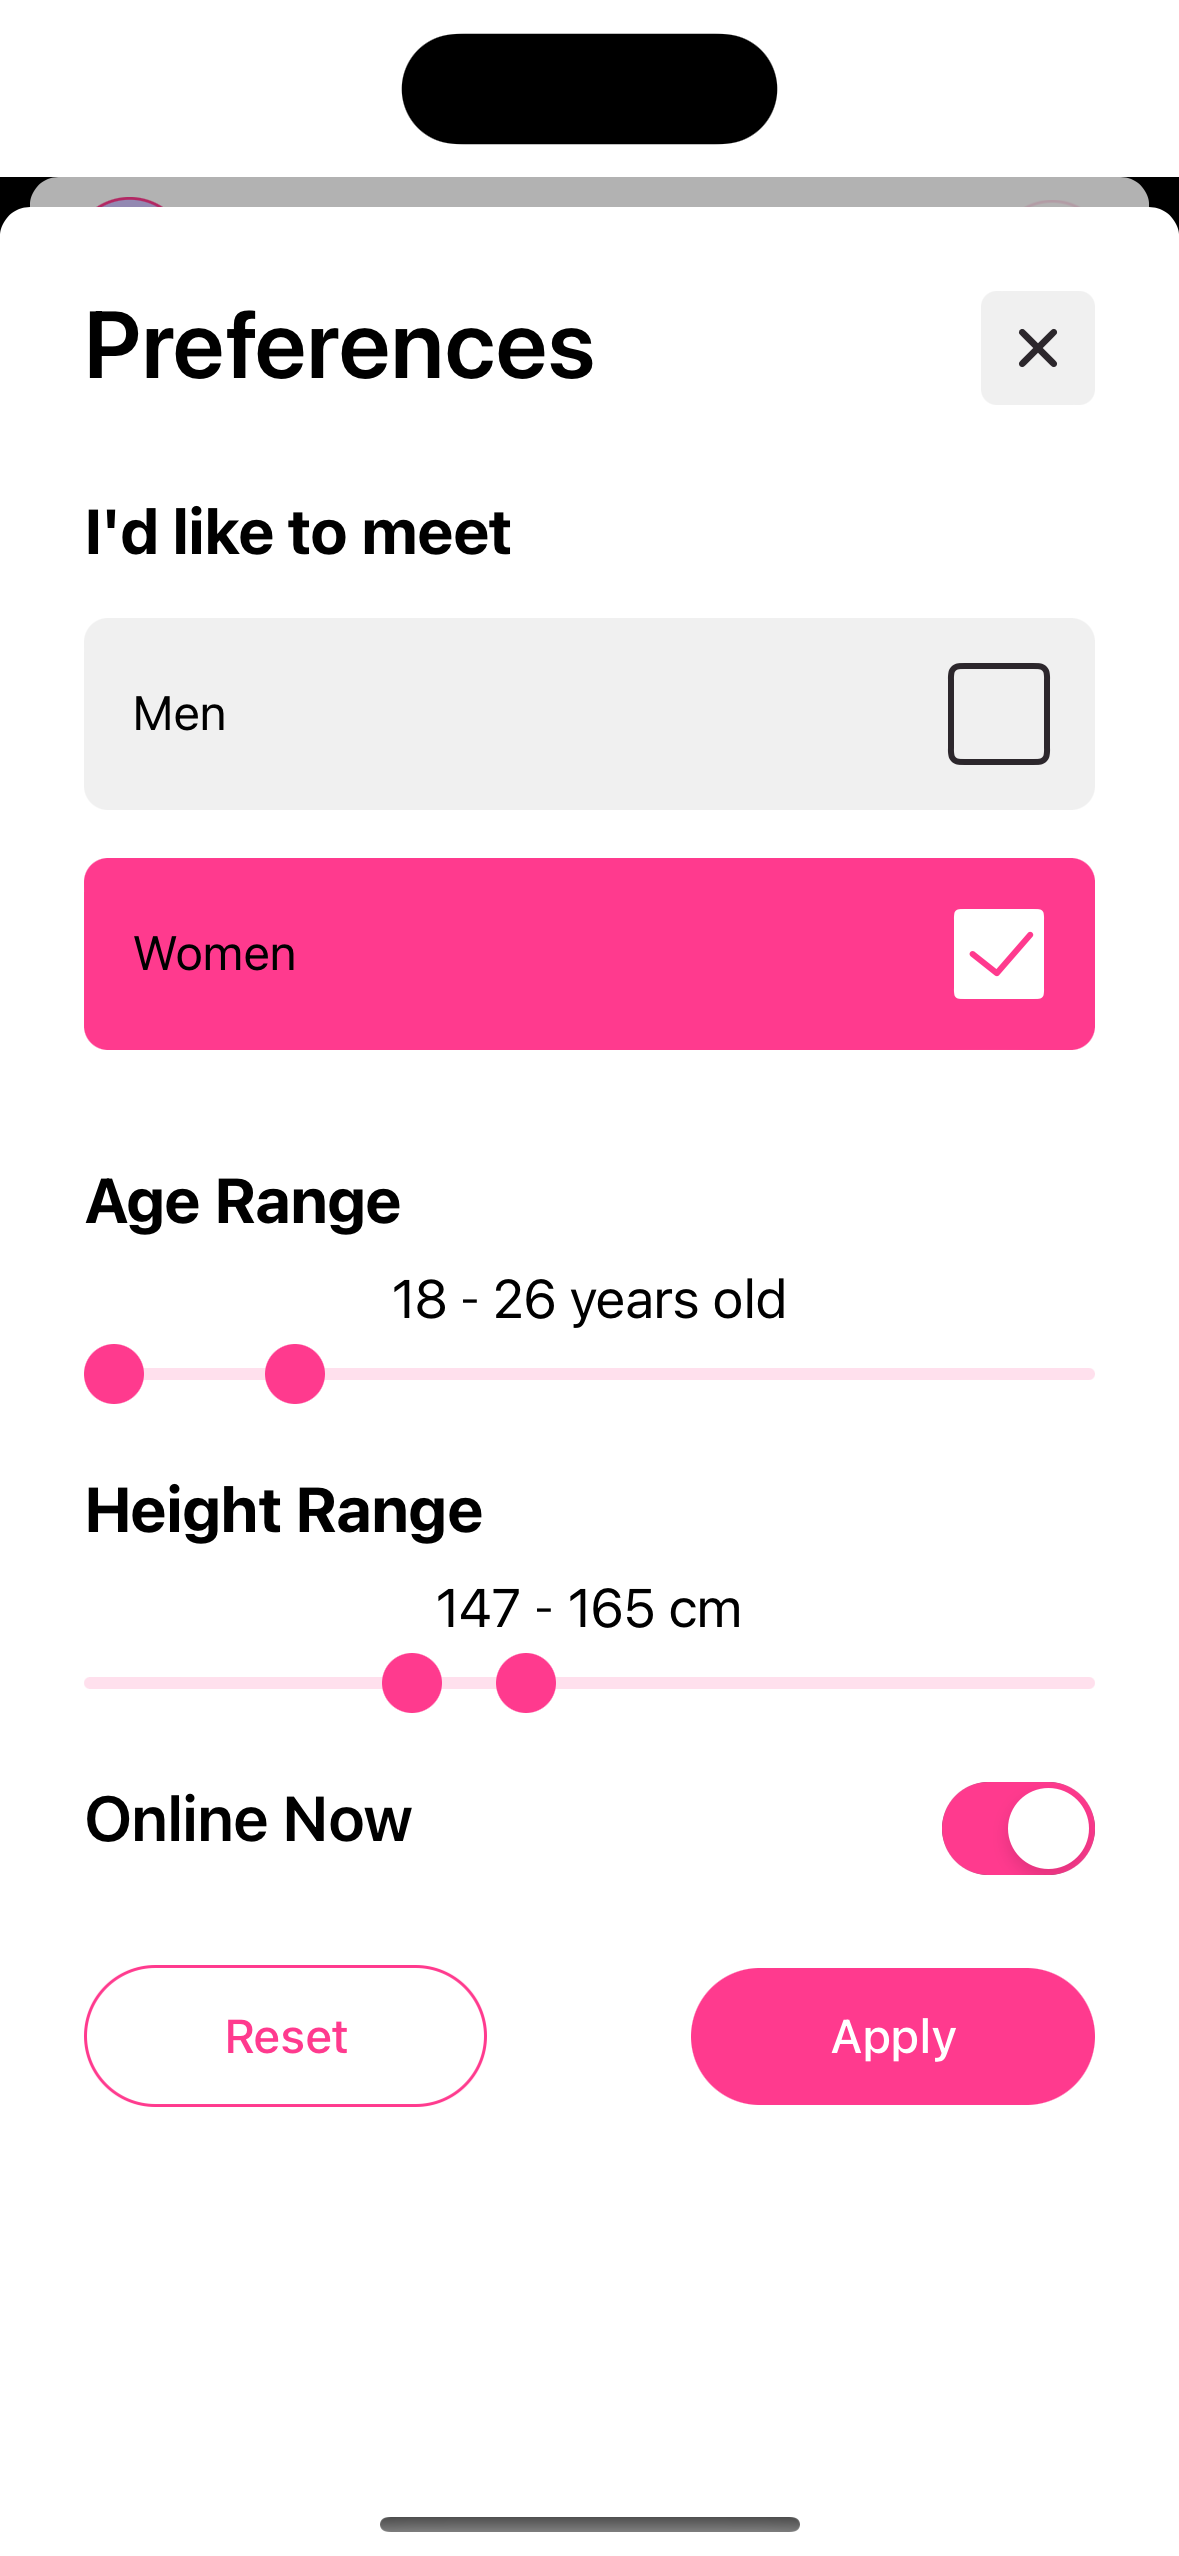 Preferences
I'd like to meet
Men
Women
Age Range
18 - 26 years old
Height Range
147 - 165 cm
Online Now
Reset
Apply